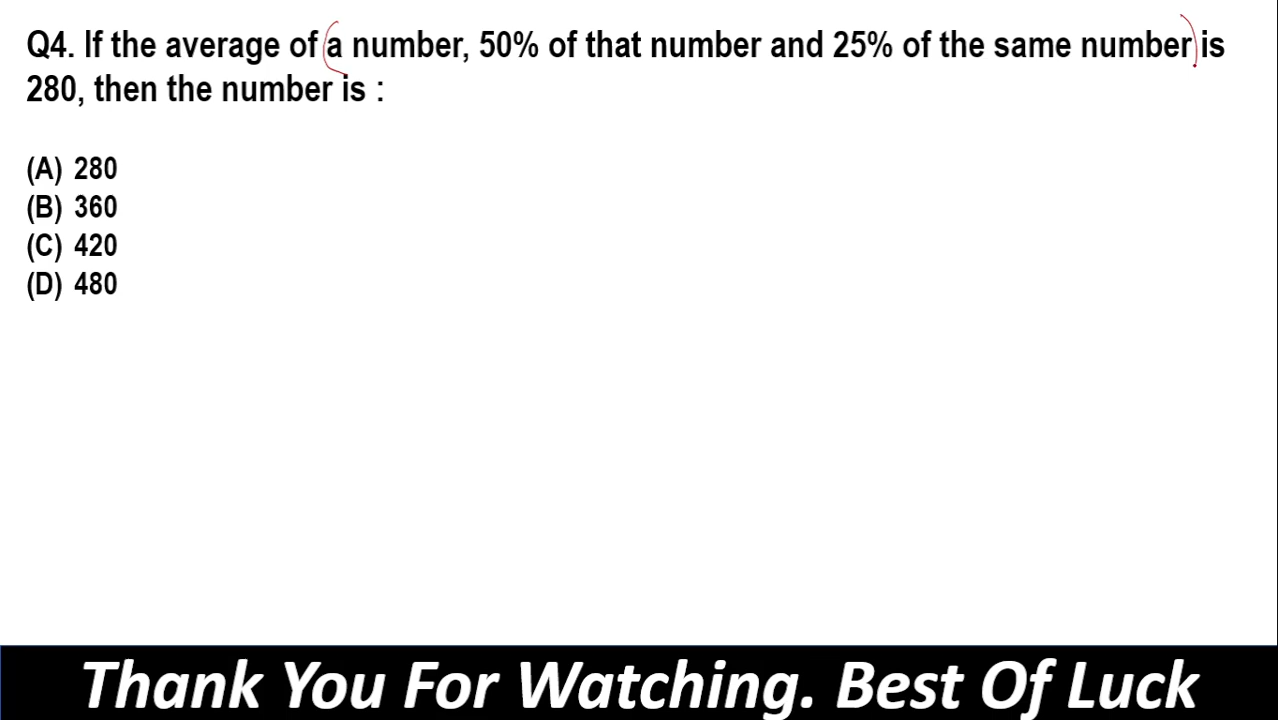 Q4. If the average of a number, 50% of that number and 25% of the same number is
280, then the number is :
(A) 280
(B) 360
(C) 420
(D) 480
Thank You For Watching. Best Of Luck